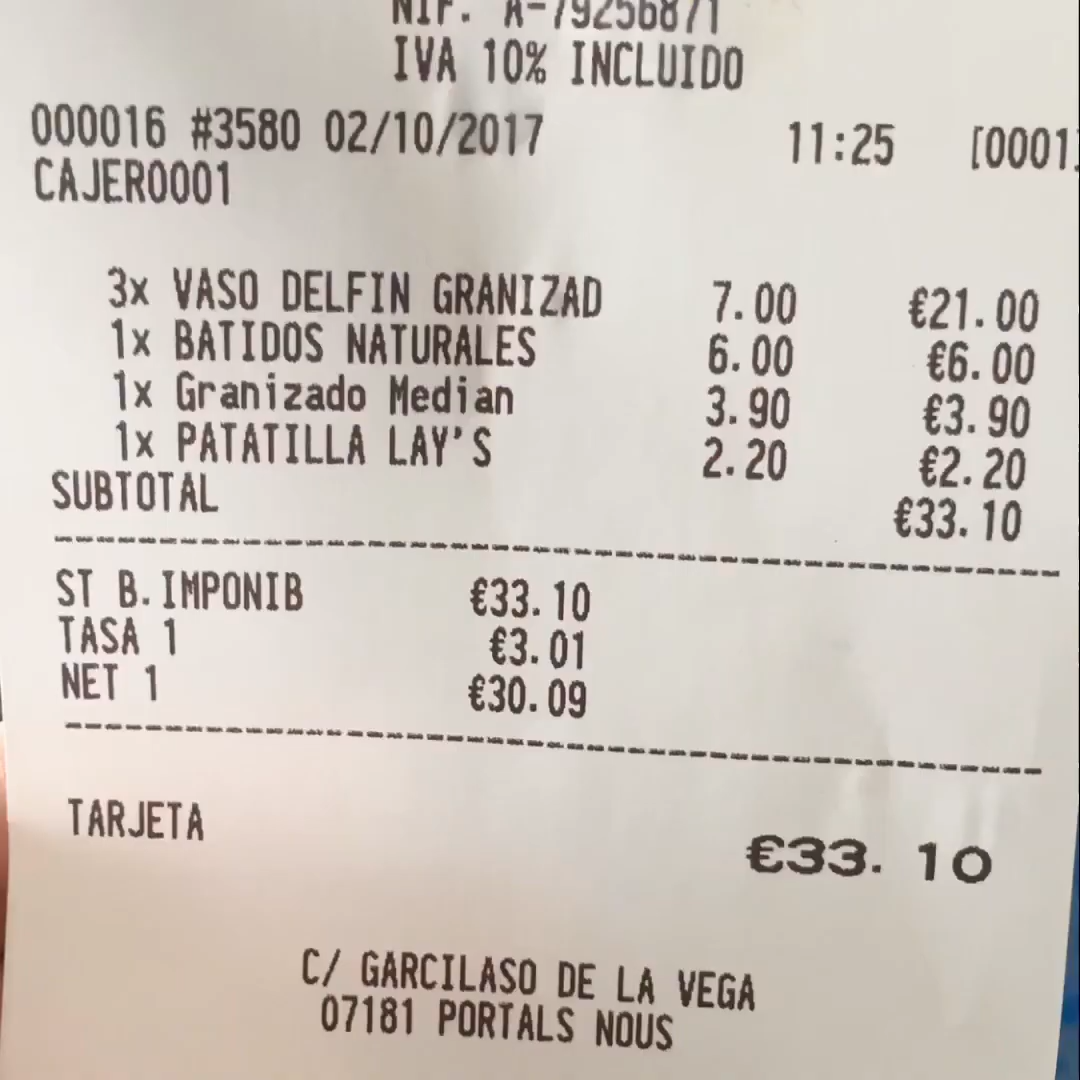 NIF. A-79256871
IVA 10% INCLUIDO
000016 #3580 02/10/2017 11:25 [0001]
CAJERO001
3x VASO DELFIN GRANIZAD 7.00 €21.00
1x BATIDOS NATURALES 6.00 €6.00
1x Granizado Median 3.90 €3.90
1x PATATILLA LAY'S 2.20 €2.20
SUBTOTAL €33.10
ST B.IMPONIB €33.10
TASA 1 €3.01
NET 1 €30.09
TARJETA €33.10
C/ GARCILASO DE LA VEGA
07181 PORTALS NOUS